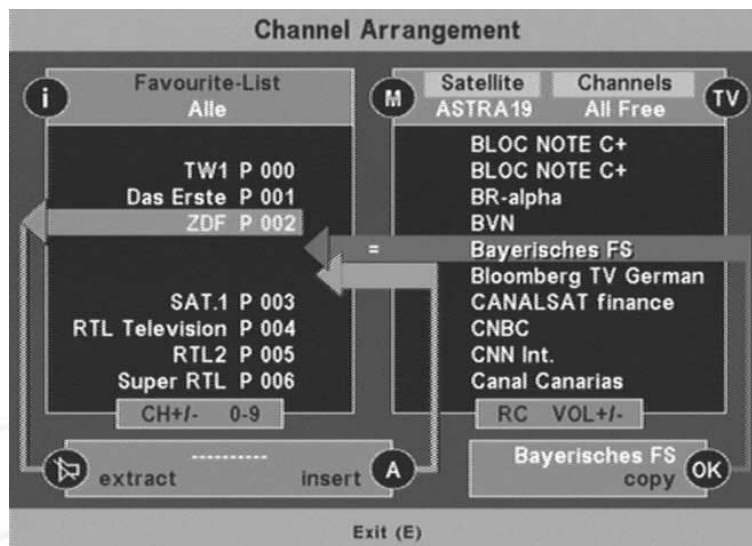 Channel Arrangement
i
Favourite-List
Alle
TW1 P 000
Das Erste P 001
ZDF P 002
SAT.1 P 003
RTL Television P 004
RTL2 P 005
Super RTL P 006
CH+/- 0-9
M
Satellite Channels
ASTRA19 All Free
TV
BLOC NOTE C+
BLOC NOTE C+
BR-alpha
BVN
= Bayerisches FS
Bloomberg TV German
CANALSAT finance
CNBC
CNN Int.
Canal Canarias
RC VOL+/-
----------
extract insert
A
Bayerisches FS
copy
OK
Exit (E)